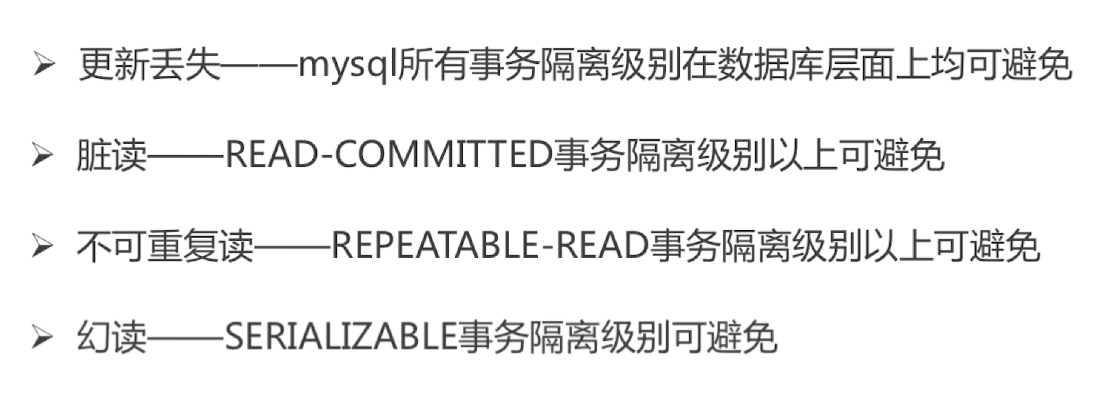 ➢ 更新丢失——mysql所有事务隔离级别在数据库层面上均可避免
➢ 脏读——READ-COMMITTED事务隔离级别以上可避免
➢ 不可重复读——REPEATABLE-READ事务隔离级别以上可避免
➢ 幻读——SERIALIZABLE事务隔离级别可避免